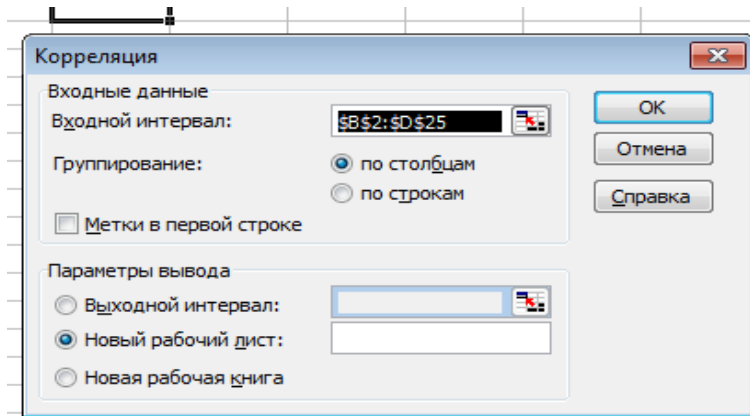 Корреляция
Входные данные
Входной интервал: $B$2:$D$25
Группирование: по столбцам
по строкам
Метки в первой строке
Параметры вывода
Выходной интервал:
Новый рабочий лист:
Новая рабочая книга
ОК
Отмена
Справка